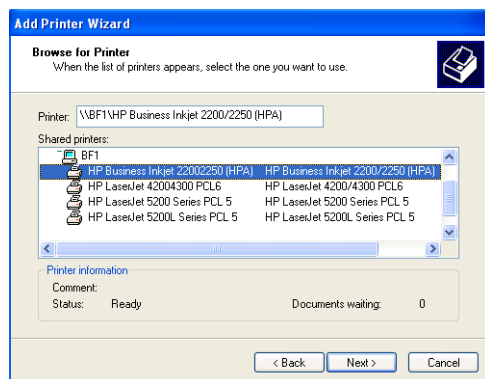 Add Printer Wizard
Browse for Printer
When the list of printers appears, select the one you want to use.
Printer: \\BF1\HP Business Inkjet 2200/2250 (HPA)
Shared printers:
BF1
HP Business Inkjet 22002250 (HPA) HP Business Inkjet 2200/2250 (HPA)
HP LaserJet 42004300 PCL6 HP LaserJet 4200/4300 PCL6
HP LaserJet 5200 Series PCL 5 HP LaserJet 5200 Series PCL 5
HP LaserJet 5200L Series PCL 5 HP LaserJet 5200L Series PCL 5
Printer information
Comment:
Status: Ready Documents waiting: 0
< Back Next > Cancel